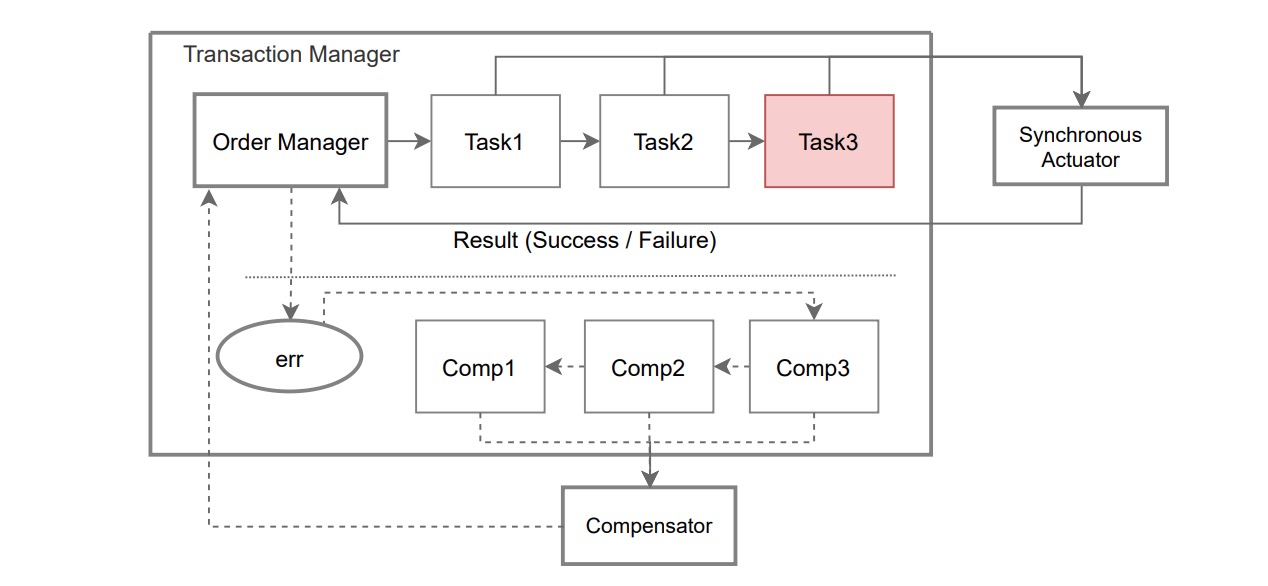 Transaction Manager
Order Manager
Task1
Task2
Task3
Synchronous
Actuator
Result (Success / Failure)
err
Comp1
Comp2
Comp3
Compensator